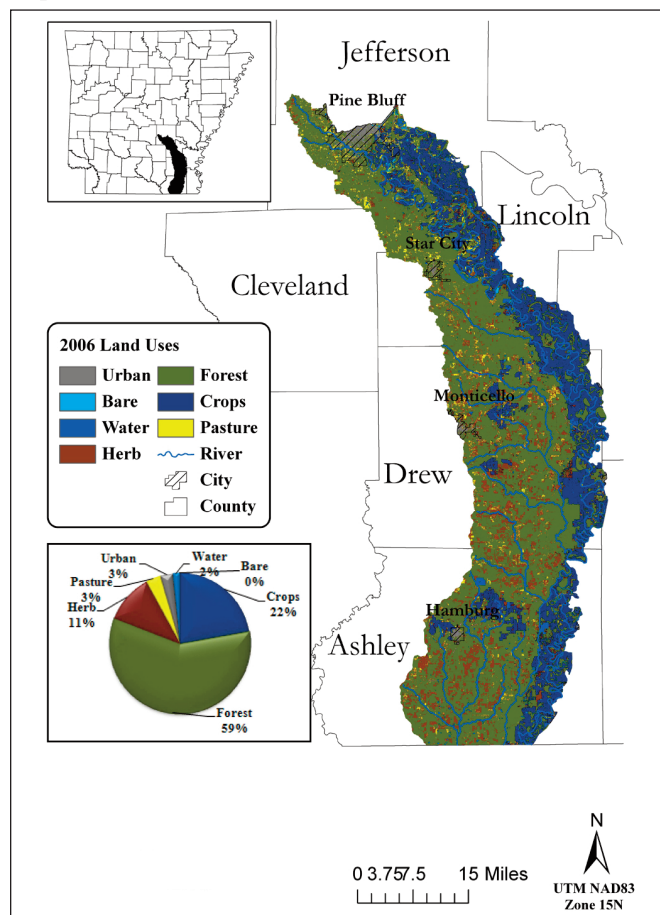 Jefferson
Pine Bluff
Lincoln
Star City
Cleveland
2006 Land Uses
Urban
Forest
Bare
Crops
Water
Pasture
Herb
River
City
County
Monticello
Drew
Urban
3%
Water
2%
Bare
0%
Pasture
3%
Crops
22%
Herb
11%
Forest
59%
Hamburg
Ashley
N
0 3.757.5 15 Miles
UTM NAD83
Zone 15N